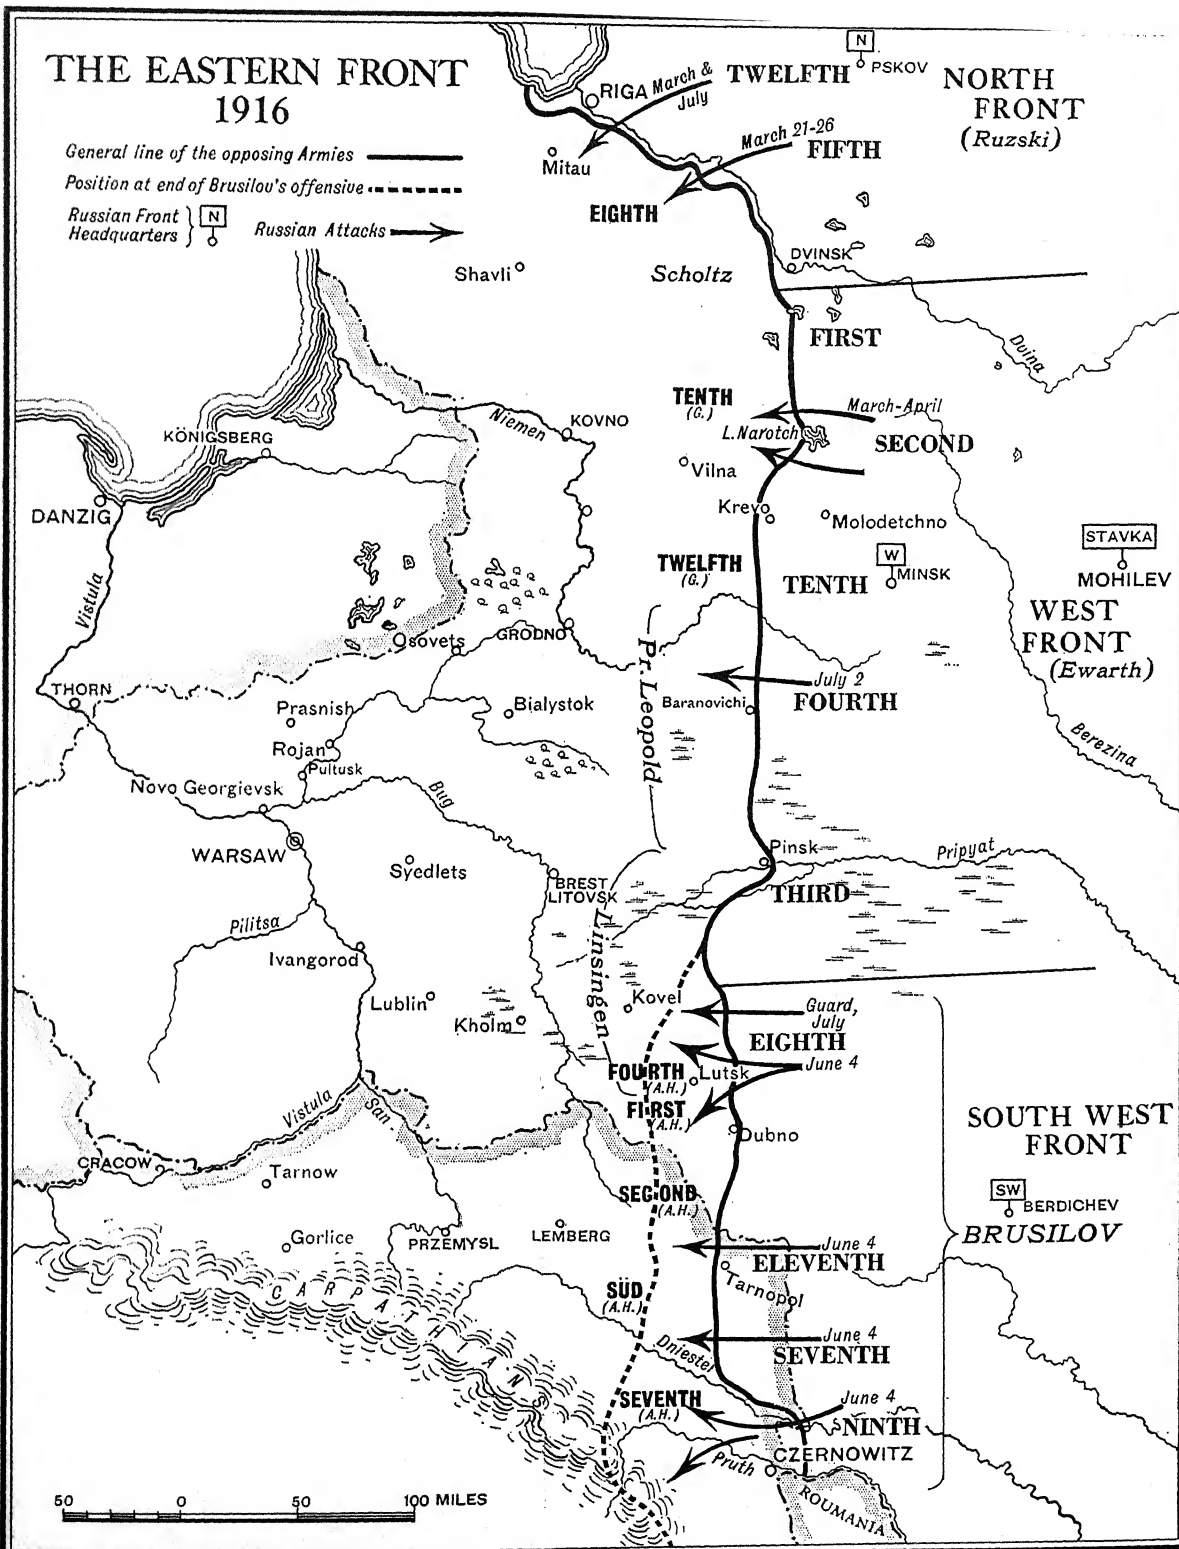 THE EASTERN FRONT
1916
General line of the opposing Armies
Position at end of Brusilov's offensive
Russian Front
Headquarters
N
Russian Attacks
N
PSKOV
NORTH
FRONT
(Ruzski)
TWELFTH
RIGA
March &
July
Mitau
March 21-26
FIFTH
EIGHTH
DVINSK
Shavli
Scholtz
FIRST
Dvina
TENTH
(G.)
March-April
L. Narotch
SECOND
Niemen
KOVNO
KÖNIGSBERG
Vilna
DANZIG
Krevo
Molodetchno
STAVKA
MOHILEV
TWELFTH
(G.)
TENTH
W
MINSK
Vistula
WEST
FRONT
(Ewarth)
Osovets
GRODNO
Pr. Leopold
July 2
FOURTH
THORN
Prasnish
Bialystok
Baranovichi
Rojan
Pultusk
Berezina
Novo Georgievsk
Bug
WARSAW
Syedlets
Pinsk
Pripyat
BREST
LITOVSK
THIRD
Pilitsa
Linsingen
Ivangorod
Lublin
Kholm
Kovel
Guard,
July
EIGHTH
June 4
FOURTH
(A.H.)
Lutsk
FIRST
(A.H.)
Dubno
Vistula
San
SOUTH WEST
FRONT
CRACOW
Tarnow
SECOND
(A.H.)
SW
BERDICHEV
BRUSILOV
Gorlice
PRZEMYSL
LEMBERG
June 4
ELEVENTH
CARPATHIANS
SÜD
(A.H.)
Tarnopol
Dniester
June 4
SEVENTH
SEVENTH
(A.H.)
June 4
NINTH
CZERNOWITZ
Pruth
ROUMANIA
50 0 50 100 MILES